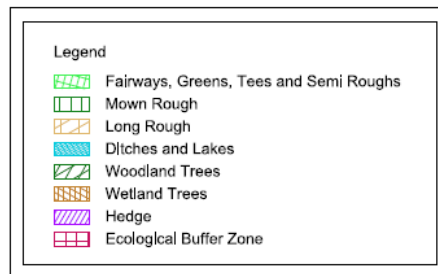 Legend
Fairways, Greens, Tees and Semi Roughs
Mown Rough
Long Rough
Ditches and Lakes
Woodland Trees
Wetland Trees
Hedge
Ecological Buffer Zone